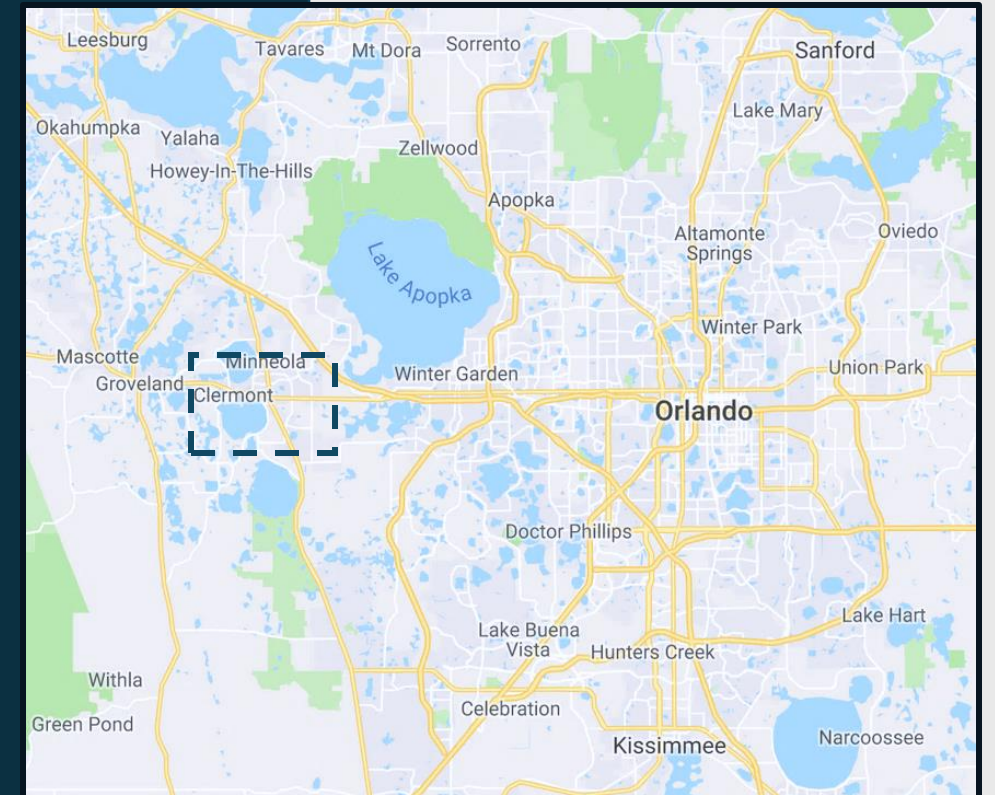 Leesburg
Tavares
Mt Dora
Sorrento
Sanford
Okahumpka
Yalaha
Lake Mary
Zellwood
Howey-In-The-Hills
Apopka
Altamonte
Springs
Oviedo
Lake Apopka
Winter Park
Mascotte
Minneola
Groveland
Clermont
Winter Garden
Union Park
Orlando
Doctor Phillips
Lake Hart
Lake Buena
Vista
Hunters Creek
Withla
Green Pond
Celebration
Kissimmee
Narcoossee